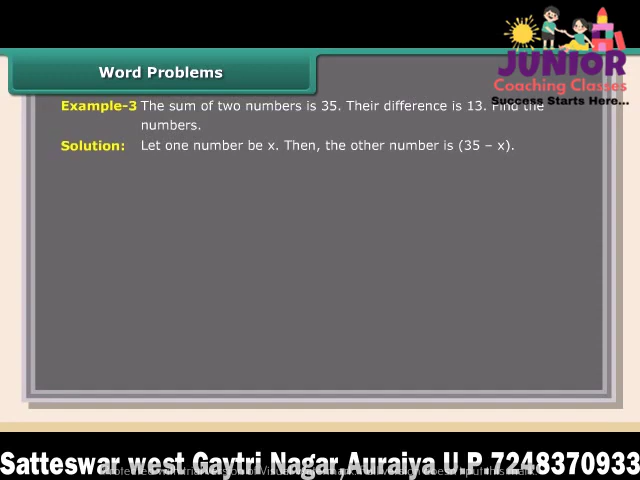 JUNIOR
Coaching Classes
Success Starts Here...
Word Problems
Example-3 The sum of two numbers is 35. Their difference is 13. Find the
numbers.
Solution: Let one number be x. Then, the other number is (35 – x).
Satteswar west Gaytri Nagar Auraiya U.P. 7248370933